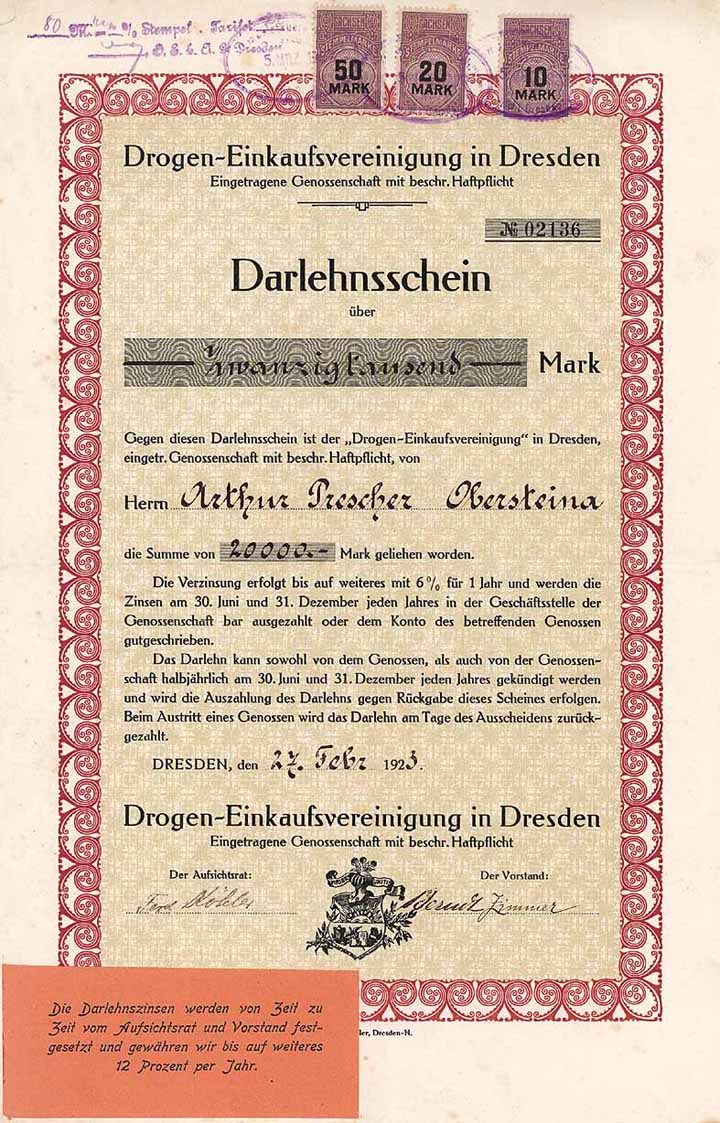 80 M % Stempel. Tarifst.
O. E. & A. Dresden
5. MRZ.
SACHSEN
STEMPELMARKE
50
MARK
SACHSEN
STEMPELMARKE
20
MARK
SACHSEN
STEMPELMARKE
10
MARK
Drogen-Einkaufsvereinigung in Dresden
Eingetragene Genossenschaft mit beschr. Haftpflicht
№ 02136
Darlehnsschein
über
Zwanzigtausend Mark
Gegen diesen Darlehnsschein ist der „Drogen-Einkaufsvereinigung“ in Dresden,
eingetr. Genossenschaft mit beschr. Haftpflicht, von
Herrn Arthur Prescher Obersteina
die Summe von 20000.- Mark geliehen worden.
Die Verzinsung erfolgt bis auf weiteres mit 6% für 1 Jahr und werden die
Zinsen am 30. Juni und 31. Dezember jeden Jahres in der Geschäftsstelle der
Genossenschaft bar ausgezahlt oder dem Konto des betreffenden Genossen
gutgeschrieben.
Das Darlehn kann sowohl von dem Genossen, als auch von der Genossen-
schaft halbjährlich am 30. Juni und 31. Dezember jeden Jahres gekündigt werden
und wird die Auszahlung des Darlehns gegen Rückgabe dieses Scheines erfolgen.
Beim Austritt eines Genossen wird das Darlehn am Tage des Ausscheidens zurück-
gezahlt.
DRESDEN, den 27. Febr 1923.
Drogen-Einkaufsvereinigung in Dresden
Eingetragene Genossenschaft mit beschr. Haftpflicht
Der Aufsichtsrat: Der Vorstand:
Köhler Berndt Zimmer
ler, Dresden-N.
Die Darlehnszinsen werden von Zeit zu
Zeit vom Aufsichtsrat und Vorstand fest-
gesetzt und gewähren wir bis auf weiteres
12 Prozent per Jahr.